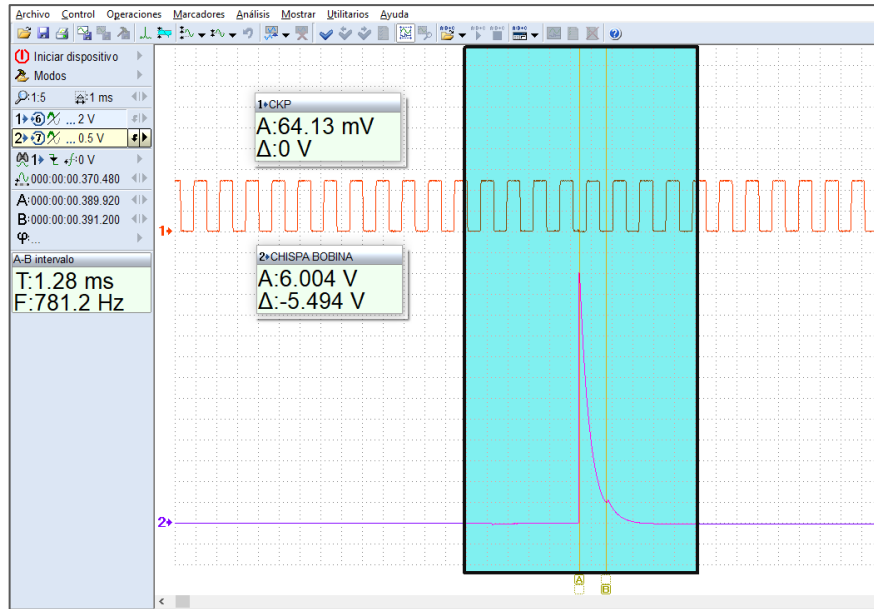 Archivo Control Operaciones Marcadores Análisis Mostrar Utilitarios Ayuda
Iniciar dispositivo
Modos
1:5 1 ms
1 6 ... 2 V
2 7 ... 0.5 V
1 f:0 V
000:00:00.370.480
A:000:00:00.389.920
B:000:00:00.391.200
φ:...
A-B intervalo
T:1.28 ms
F:781.2 Hz
1 CKP
A:64.13 mV
Δ:0 V
1
2 CHISPA BOBINA
A:6.004 V
Δ:-5.494 V
2
A
B